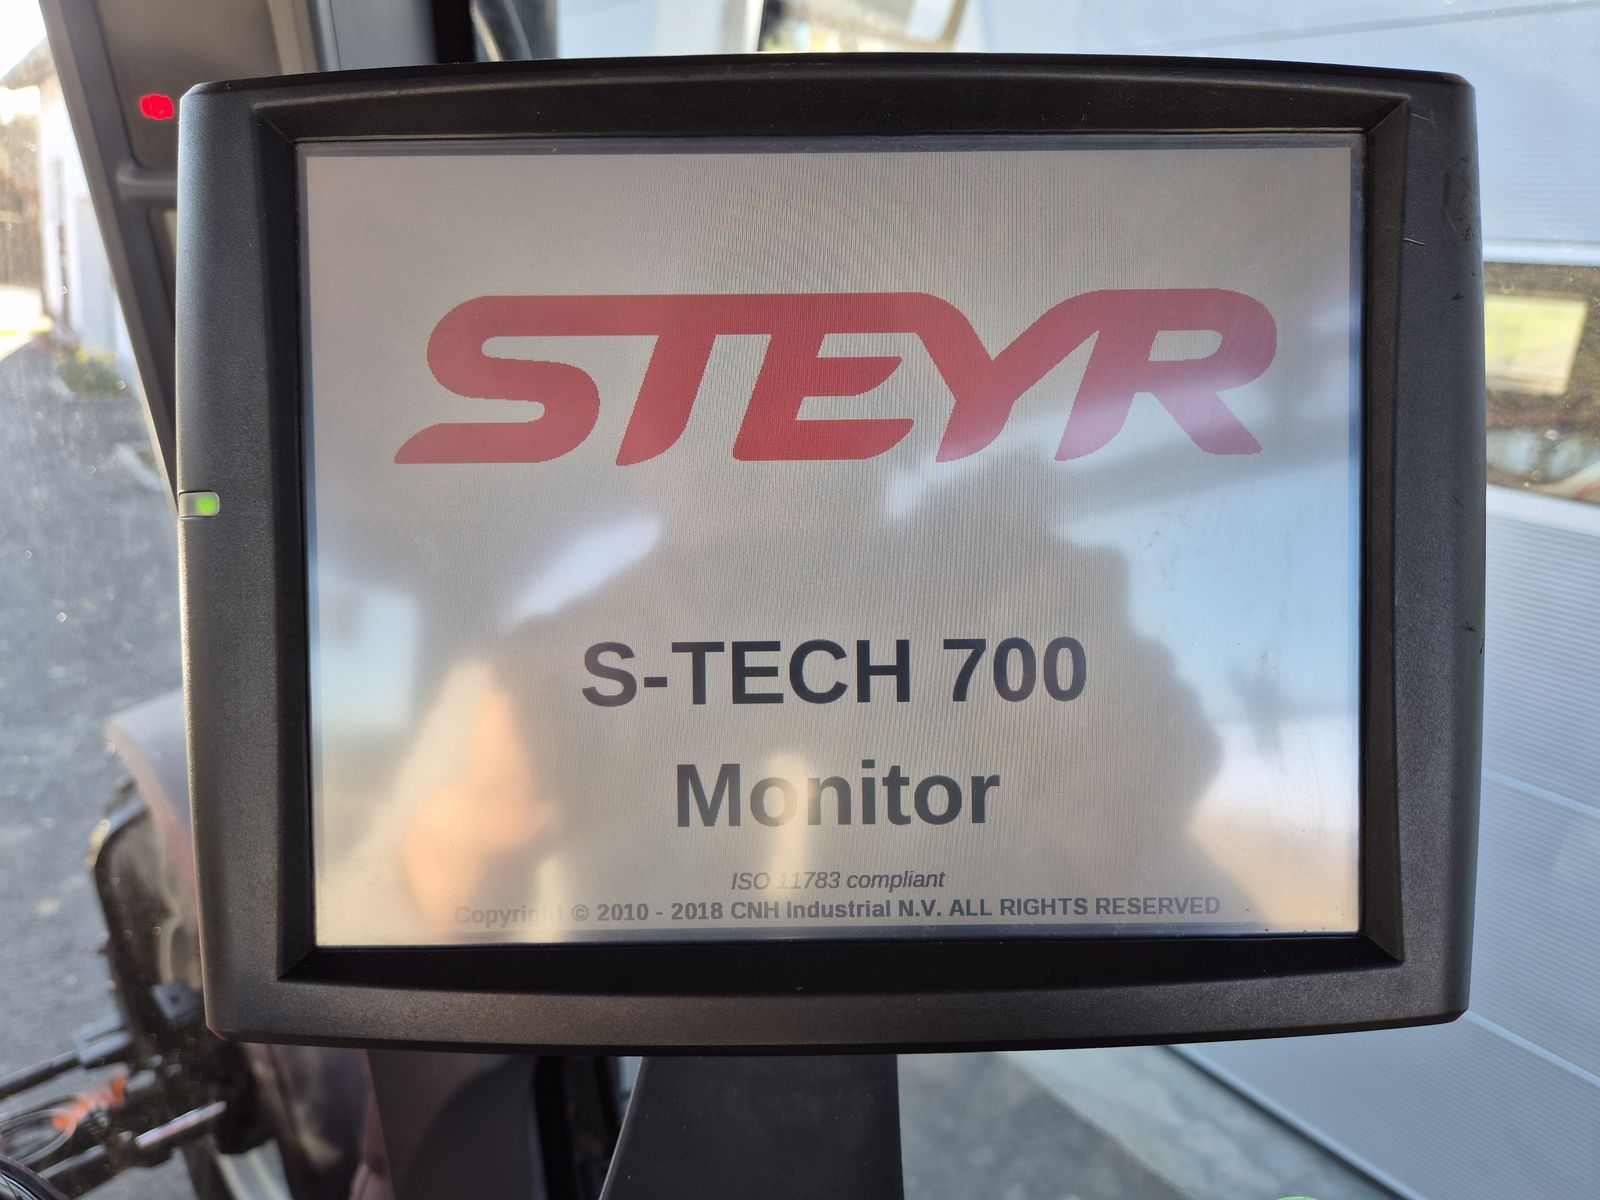 STEYR
S-TECH 700
Monitor
ISO 11783 compliant
Copyright © 2010 - 2018 CNH Industrial N.V. ALL RIGHTS RESERVED